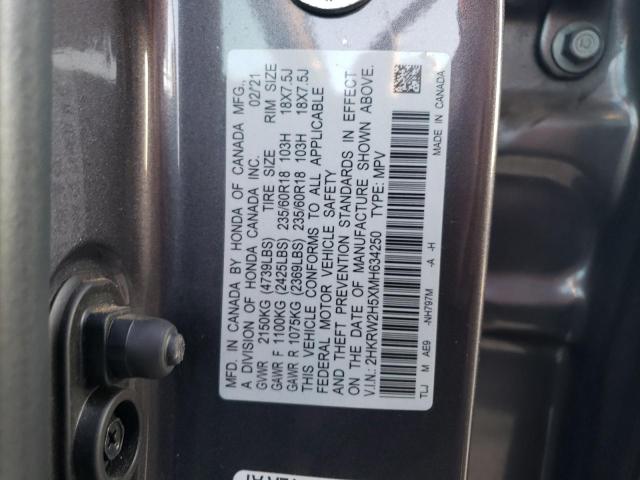 MFD. IN CANADA BY HONDA OF CANADA MFG.,
A DIVISION OF HONDA CANADA INC. 02/21
GVWR 2150KG (4739LBS) TIRE SIZE RIM SIZE
GAWR F 1100KG (2425LBS) 235/60R18 103H 18X7.5J
GAWR R 1075KG (2369LBS) 235/60R18 103H 18X7.5J
THIS VEHICLE CONFORMS TO ALL APPLICABLE
FEDERAL MOTOR VEHICLE SAFETY
AND THEFT PREVENTION STANDARDS IN EFFECT
ON THE DATE OF MANUFACTURE SHOWN ABOVE.
V.I.N.: 2HKRW2H5XMH634250 TYPE: MPV
TLJ M AE9 -NH797M -A -H MADE IN CANADA